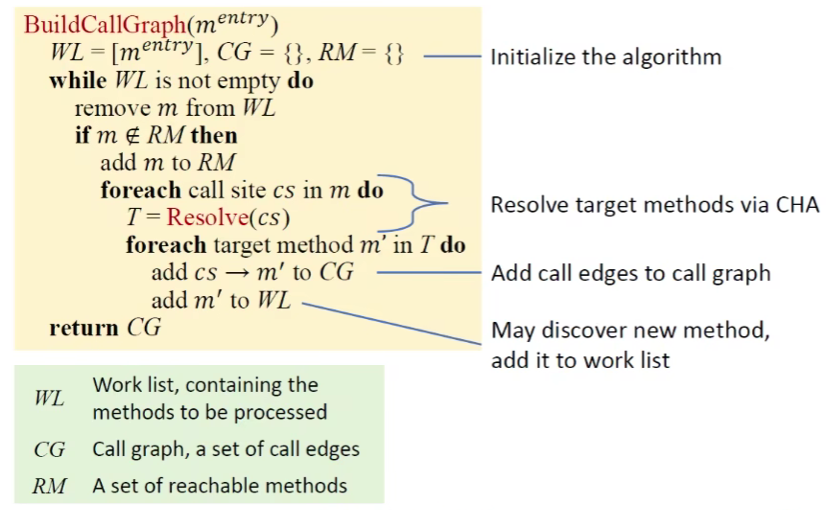 BuildCallGraph(m^entry)
WL = [m^entry], CG = {}, RM = {}
while WL is not empty do
remove m from WL
if m ∉ RM then
add m to RM
foreach call site cs in m do
T = Resolve(cs)
foreach target method m′ in T do
add cs → m′ to CG
add m′ to WL
return CG
Initialize the algorithm
Resolve target methods via CHA
Add call edges to call graph
May discover new method,
add it to work list
WL Work list, containing the
methods to be processed
CG Call graph, a set of call edges
RM A set of reachable methods